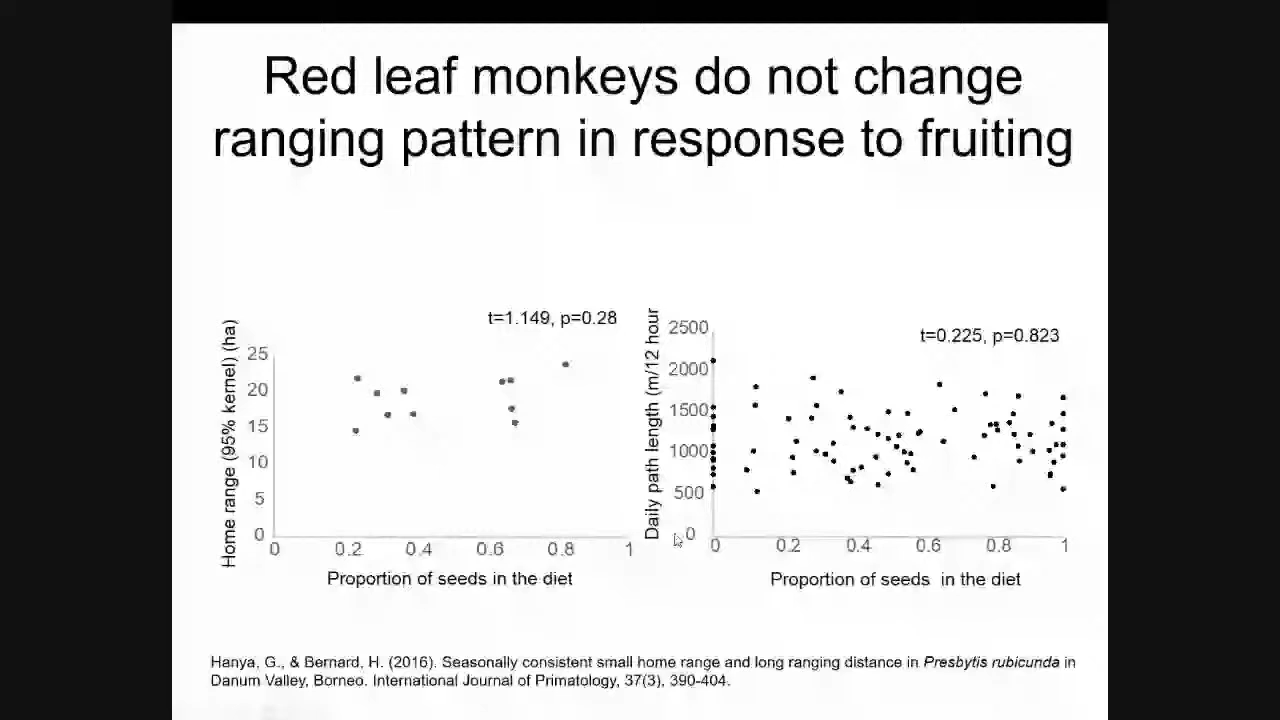 Red leaf monkeys do not change
ranging pattern in response to fruiting
t=1.149, p=0.28
Home range (95% kernel) (ha)
25
20
15
10
5
0
0 0.2 0.4 0.6 0.8 1
Proportion of seeds in the diet
t=0.225, p=0.823
Daily path length (m/12 hour
2500
2000
1500
1000
500
0
0 0.2 0.4 0.6 0.8 1
Proportion of seeds in the diet
Hanya, G., & Bernard, H. (2016). Seasonally consistent small home range and long ranging distance in Presbytis rubicunda in
Danum Valley, Borneo. International Journal of Primatology, 37(3), 390-404.